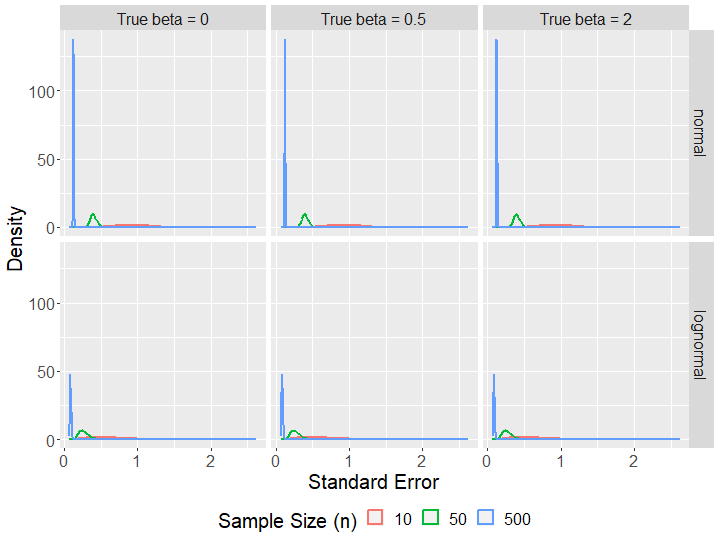 True beta = 0 True beta = 0.5 True beta = 2
100
50
0
normal
100
50
0
lognormal
Density
0 1 2 0 1 2 0 1 2
Standard Error
Sample Size (n) 10 50 500